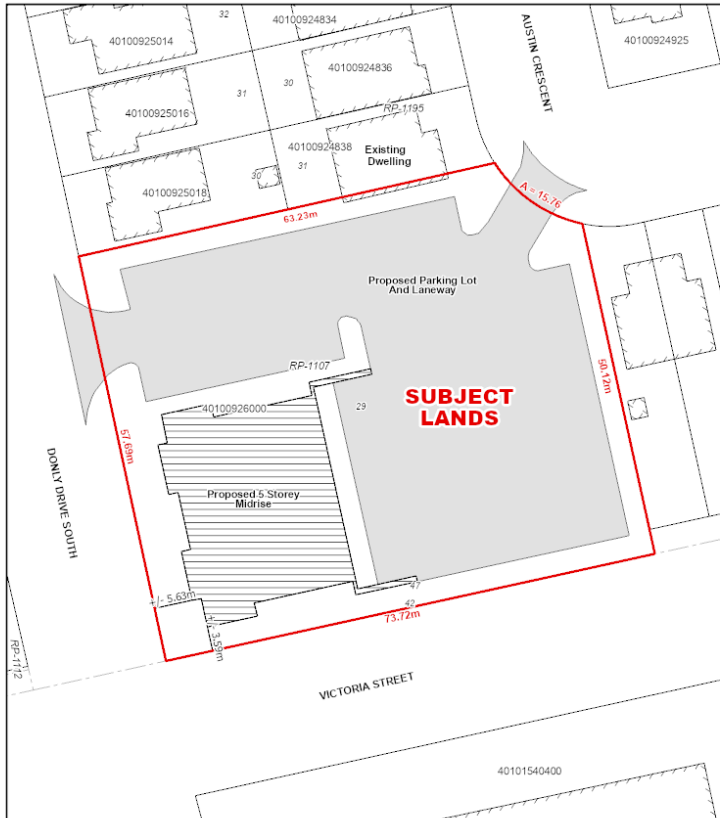 32
40100924834
40100925014
AUSTIN CRESCENT
40100924925
40100924836
31
30
RP-1195
40100925016
40100924838
Existing
Dwelling
31
30
40100925018
A = 15.76
63.23m
Proposed Parking Lot
And Laneway
RP-1107
50.12m
SUBJECT
LANDS
29
40100926000
57.69m
DONLY DRIVE SOUTH
Proposed 5 Storey
Midrise
+/- 5.63m
+/- 3.59m
47
42
73.72m
RP-1112
VICTORIA STREET
40101540400